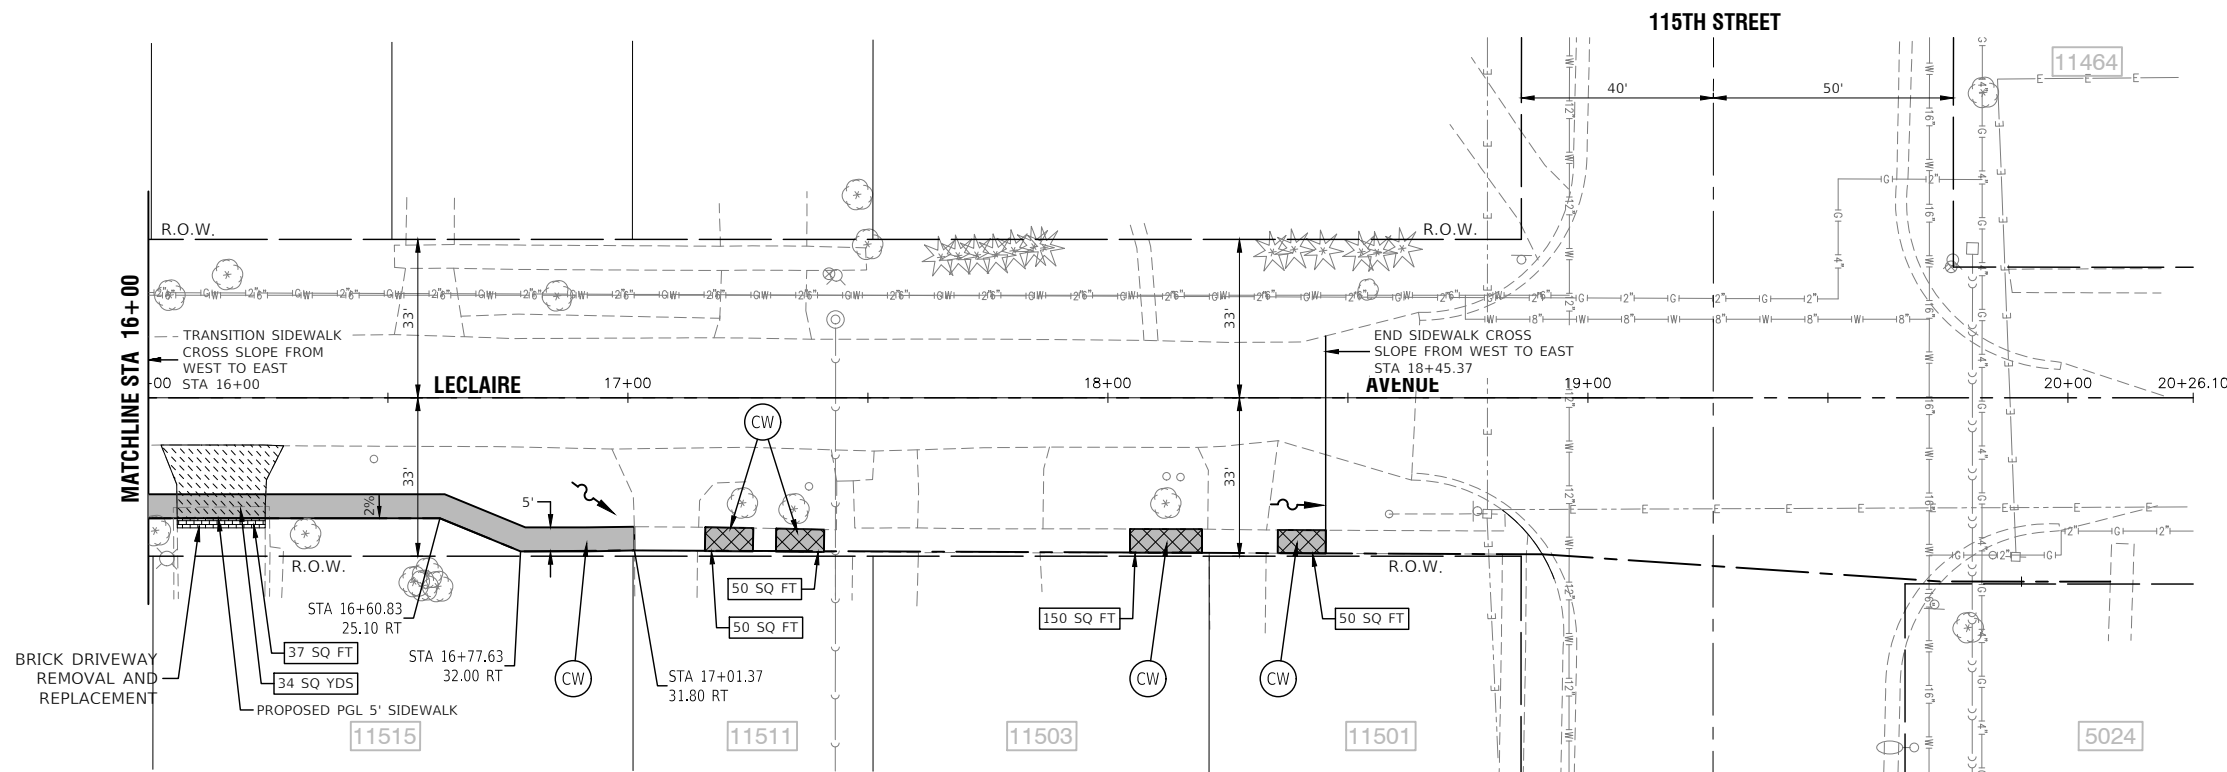 115TH STREET
11464
40'
50'
R.O.W.
R.O.W.
MATCHLINE STA 16+00
33'
33'
TRANSITION SIDEWALK
CROSS SLOPE FROM
WEST TO EAST
STA 16+00
END SIDEWALK CROSS
SLOPE FROM WEST TO EAST
STA 18+45.37
-00
LECLAIRE
17+00
18+00
AVENUE
19+00
20+00
20+26.10
CW
33'
33'
2%
5'
R.O.W.
R.O.W.
STA 16+60.83
25.10 RT
50 SQ FT
50 SQ FT
150 SQ FT
50 SQ FT
37 SQ FT
34 SQ YDS
BRICK DRIVEWAY
REMOVAL AND
REPLACEMENT
STA 16+77.63
32.00 RT
CW
STA 17+01.37
31.80 RT
CW
CW
PROPOSED PGL 5' SIDEWALK
11515
11511
11503
11501
5024